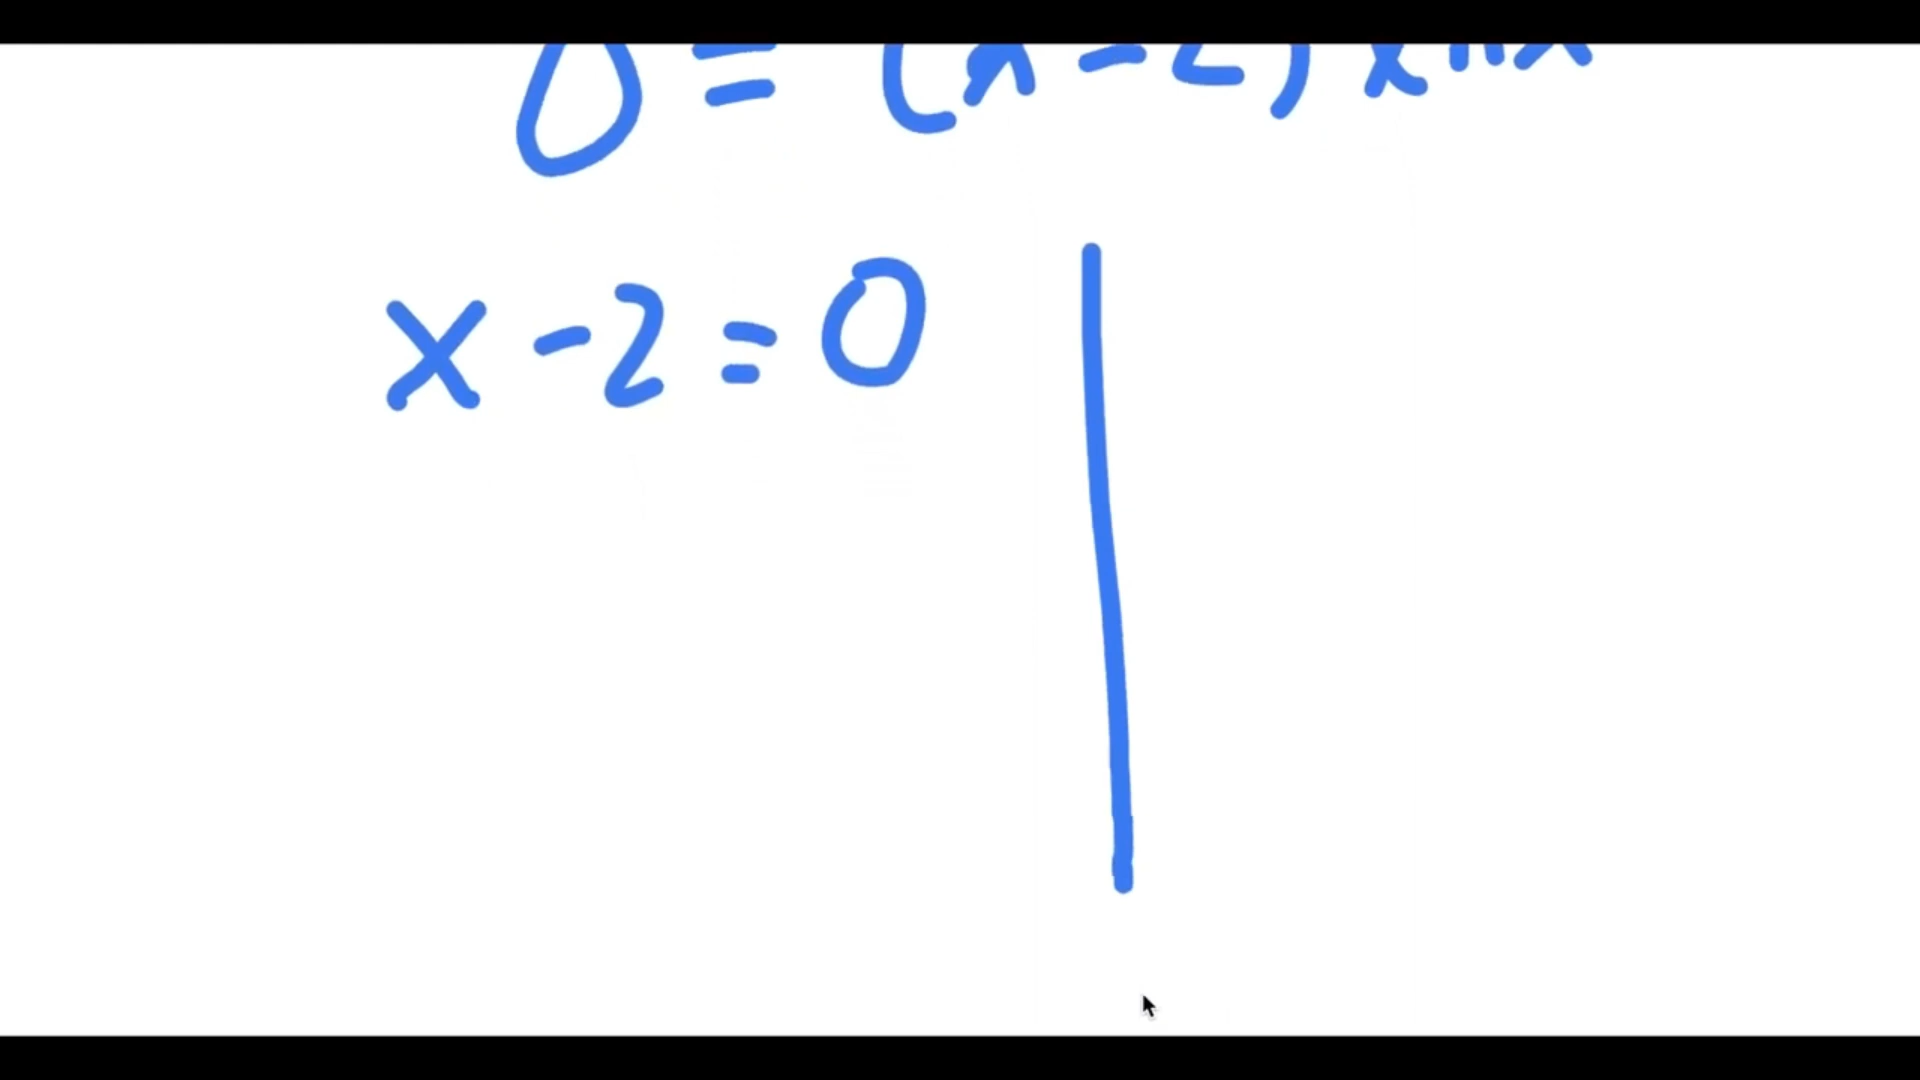 0 = (x-2)
x-2=0